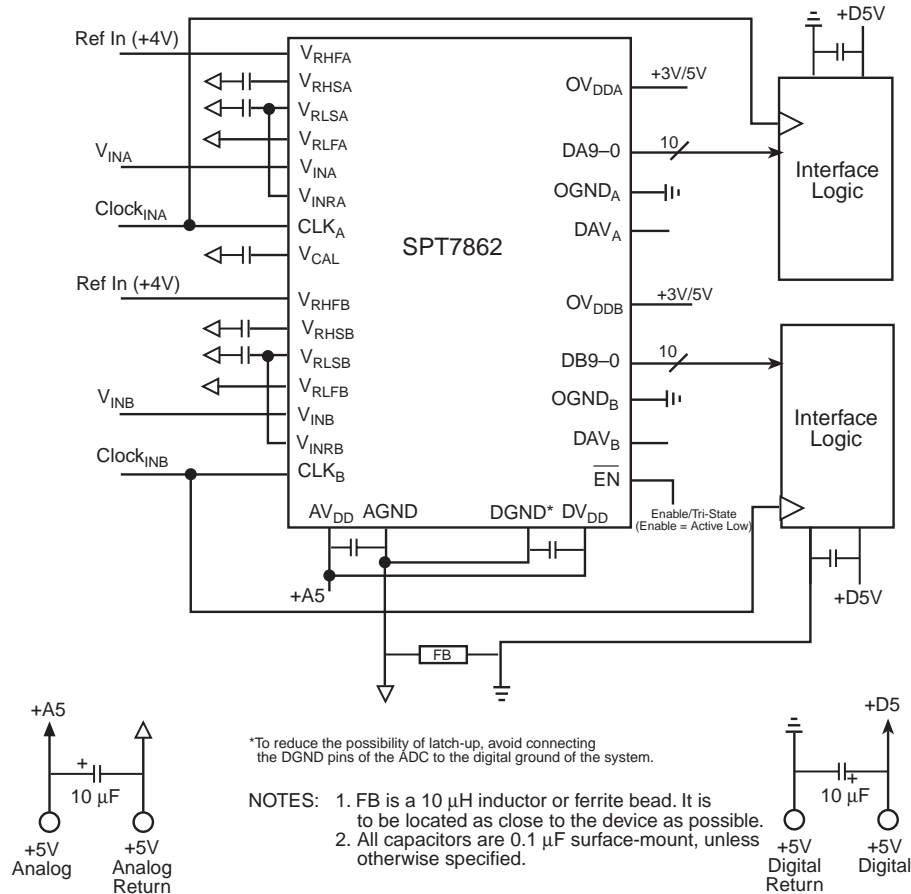 Ref In (+4V)
VRHFA
VRHSA
VRLSA
VRLFA
VINA
VINA
VINRA
ClockINA
CLKA
VCAL
Ref In (+4V)
VRHFB
VRHSB
VRLSB
VRLFB
VINB
VINB
VINRB
ClockINB
CLKB
SPT7862
OVDDA
+3V/5V
DA9–0
10
OGNDA
DAVA
OVDDB
+3V/5V
DB9–0
10
OGNDB
DAVB
EN
Enable/Tri-State
(Enable = Active Low)
AVDD
AGND
DGND*
DVDD
+A5
FB
+D5V
Interface
Logic
Interface
Logic
+D5V
+A5
+
10 µF
+5V
Analog
+5V
Analog
Return
*To reduce the possibility of latch-up, avoid connecting
the DGND pins of the ADC to the digital ground of the system.
NOTES: 1. FB is a 10 µH inductor or ferrite bead. It is
to be located as close to the device as possible.
2. All capacitors are 0.1 µF surface-mount, unless
otherwise specified.
+D5
+
10 µF
+5V
Digital
Return
+5V
Digital